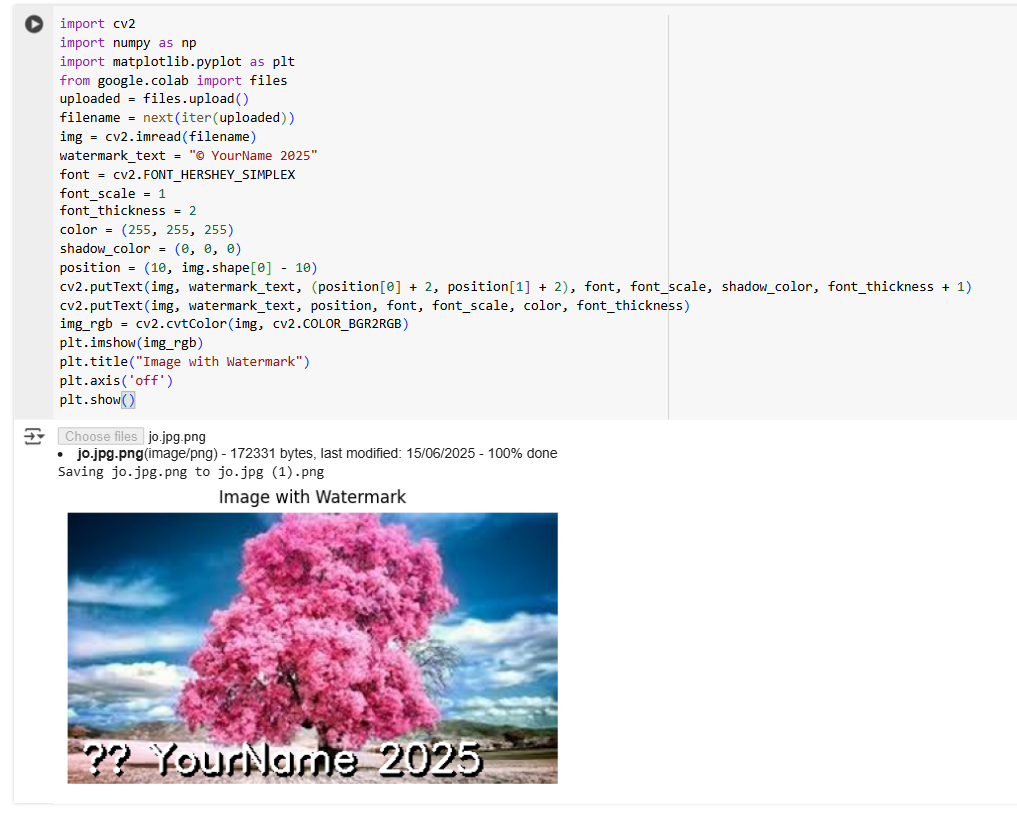 import cv2
import numpy as np
import matplotlib.pyplot as plt
from google.colab import files
uploaded = files.upload()
filename = next(iter(uploaded))
img = cv2.imread(filename)
watermark_text = "© YourName 2025"
font = cv2.FONT_HERSHEY_SIMPLEX
font_scale = 1
font_thickness = 2
color = (255, 255, 255)
shadow_color = (0, 0, 0)
position = (10, img.shape[0] - 10)
cv2.putText(img, watermark_text, (position[0] + 2, position[1] + 2), font, font_scale, shadow_color, font_thickness + 1)
cv2.putText(img, watermark_text, position, font, font_scale, color, font_thickness)
img_rgb = cv2.cvtColor(img, cv2.COLOR_BGR2RGB)
plt.imshow(img_rgb)
plt.title("Image with Watermark")
plt.axis('off')
plt.show()
Choose files jo.jpg.png
• jo.jpg.png(image/png) - 172331 bytes, last modified: 15/06/2025 - 100% done
Saving jo.jpg.png to jo.jpg (1).png
Image with Watermark
?? YourName 2025